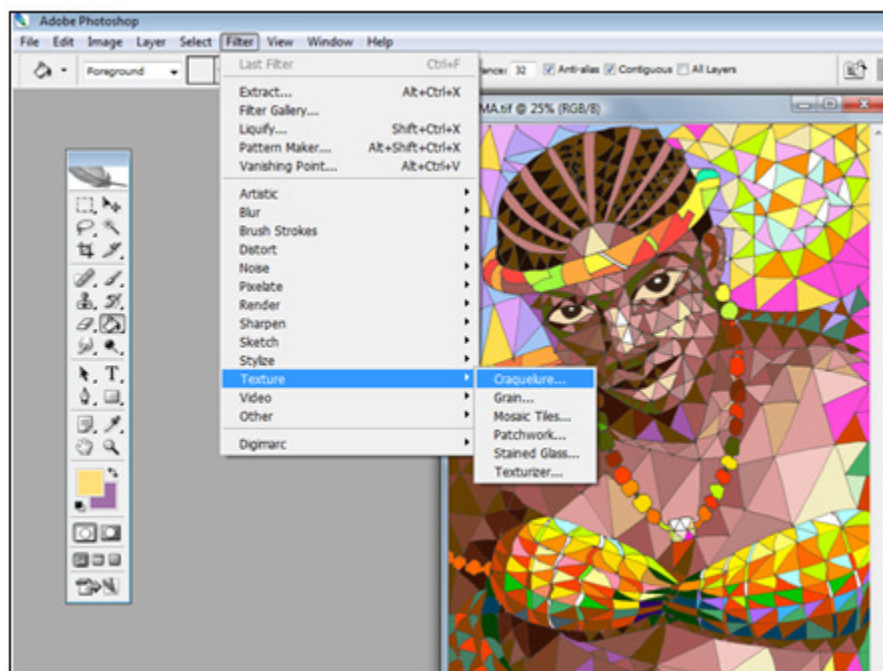 Adobe Photoshop
File Edit Image Layer Select Filter View Window Help
Foreground
32 Anti-alias Contiguous All Layers
MA.tif @ 25% (RGB/8)
Last Filter Ctrl+F
Extract... Alt+Ctrl+X
Filter Gallery...
Liquify... Shift+Ctrl+X
Pattern Maker... Alt+Shift+Ctrl+X
Vanishing Point... Alt+Ctrl+V
Artistic
Blur
Brush Strokes
Distort
Noise
Pixelate
Render
Sharpen
Sketch
Stylize
Texture
Video
Other
Digimarc
Craquelure...
Grain...
Mosaic Tiles...
Patchwork...
Stained Glass...
Texturizer...